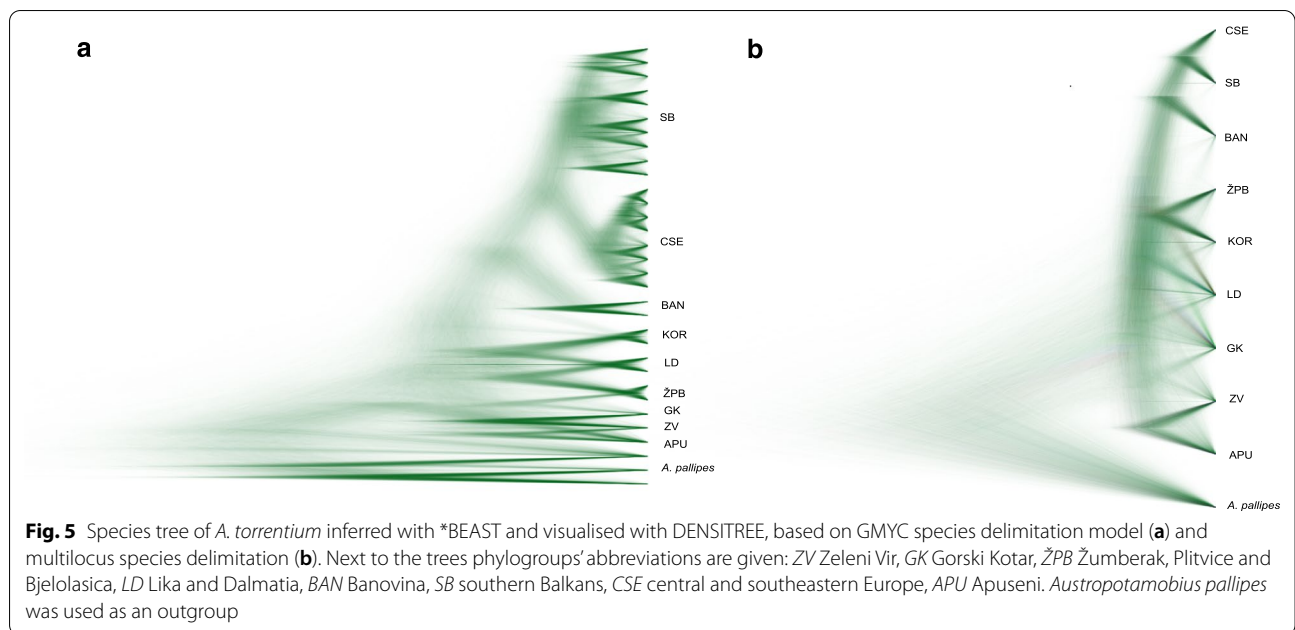 a
SB
CSE
BAN
KOR
LD
ŽPB
GK
ZV
APU
A. pallipes
b
CSE
SB
BAN
ŽPB
KOR
LD
GK
ZV
APU
A. pallipes
Fig. 5 Species tree of A. torrentium inferred with *BEAST and visualised with DENSITREE, based on GMYC species delimitation model (a) and
multilocus species delimitation (b). Next to the trees phylogroups' abbreviations are given: ZV Zeleni Vir, GK Gorski Kotar, ŽPB Žumberak, Plitvice and
Bjelolasica, LD Lika and Dalmatia, BAN Banovina, SB southern Balkans, CSE central and southeastern Europe, APU Apuseni. Austropotamobius pallipes
was used as an outgroup